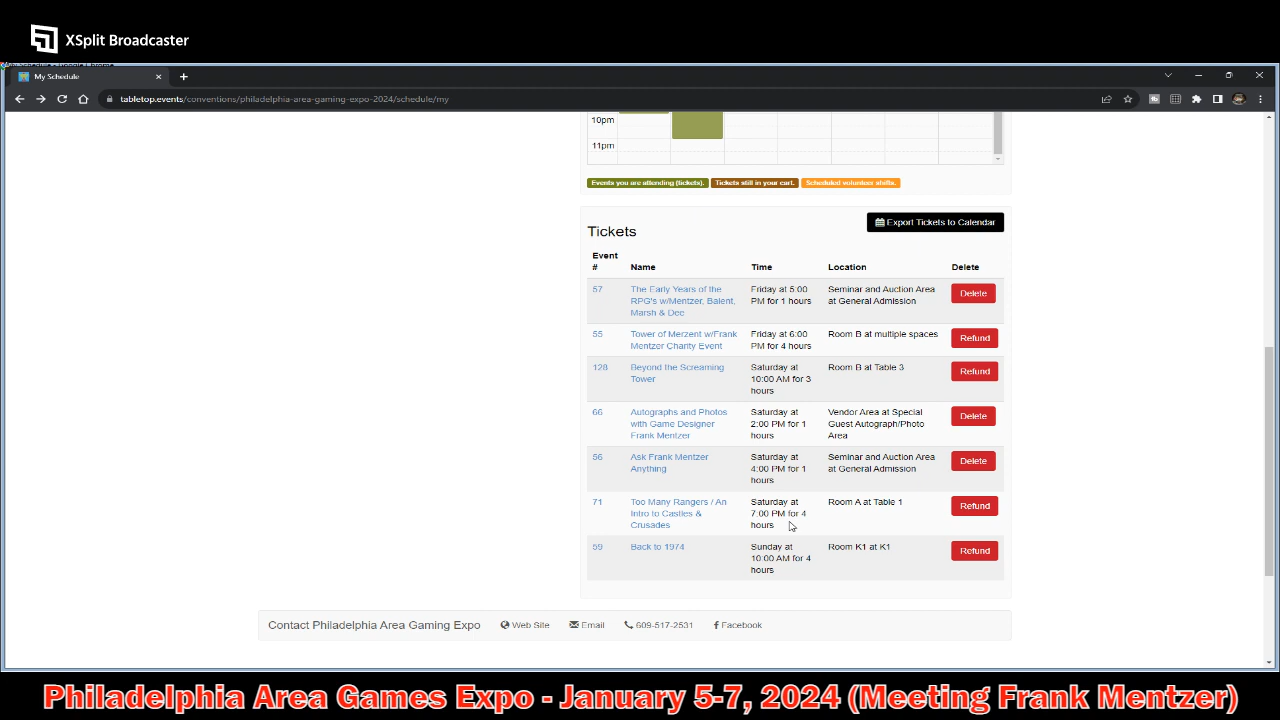 XSplit Broadcaster
My Schedule - Google Chrome
My Schedule
tabletop.events/conventions/philadelphia-area-gaming-expo-2024/schedule/my
10pm
11pm
Events you are attending (tickets). Tickets still in your cart. Scheduled volunteer shifts.
Export Tickets to Calendar
Tickets
Event
# Name Time Location Delete
57 The Early Years of the Friday at 5:00 Seminar and Auction Area Delete
RPG's w/Mentzer, Balent, PM for 1 hours at General Admission
Marsh & Dee
55 Tower of Merzent w/Frank Friday at 6:00 Room B at multiple spaces Refund
Mentzer Charity Event PM for 4 hours
128 Beyond the Screaming Saturday at Room B at Table 3 Refund
Tower 10:00 AM for 3
hours
66 Autographs and Photos Saturday at Vendor Area at Special Delete
with Game Designer 2:00 PM for 1 Guest Autograph/Photo
Frank Mentzer hours Area
56 Ask Frank Mentzer Saturday at Seminar and Auction Area Delete
Anything 4:00 PM for 1 at General Admission
hours
71 Too Many Rangers / An Saturday at Room A at Table 1 Refund
Intro to Castles & 7:00 PM for 4
Crusades hours
59 Back to 1974 Sunday at Room K1 at K1 Refund
10:00 AM for 4
hours
Contact Philadelphia Area Gaming Expo Web Site Email 609-517-2531 Facebook
Philadelphia Area Games Expo - January 5-7, 2024 (Meeting Frank Mentzer)